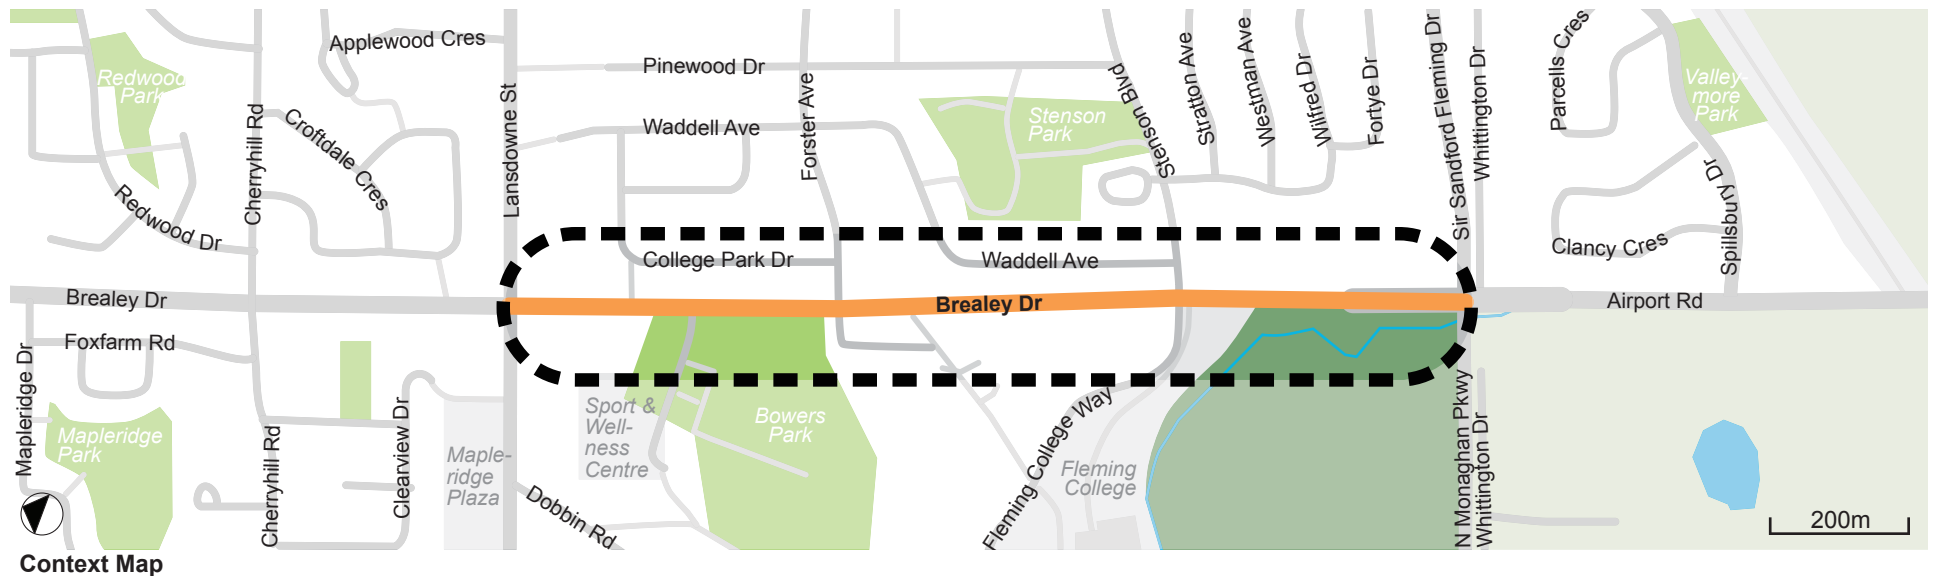 Applewood Cres
Pinewood Dr
Redwood
Park
Cherryhill Rd
Croftdale Cres
Lansdowne St
Waddell Ave
Forster Ave
Stenson
Park
Stenson Blvd
Stratton Ave
Westman Ave
Wilfred Dr
Fortye Dr
Sir Sandford Fleming Dr
Whittington Dr
Parcells Cres
Valley-
more
Park
Redwood Dr
College Park Dr
Waddell Ave
Clancy Cres
Spillsbury Dr
Brealey Dr
Brealey Dr
Airport Rd
Foxfarm Rd
Mapleridge Dr
Mapleridge
Park
Cherryhill Rd
Clearview Dr
Maple-
ridge
Plaza
Sport &
Well-
ness
Centre
Bowers
Park
Dobbin Rd
Fleming College Way
Fleming
College
N Monaghan Pkwy
Whittington Dr
200m
Context Map